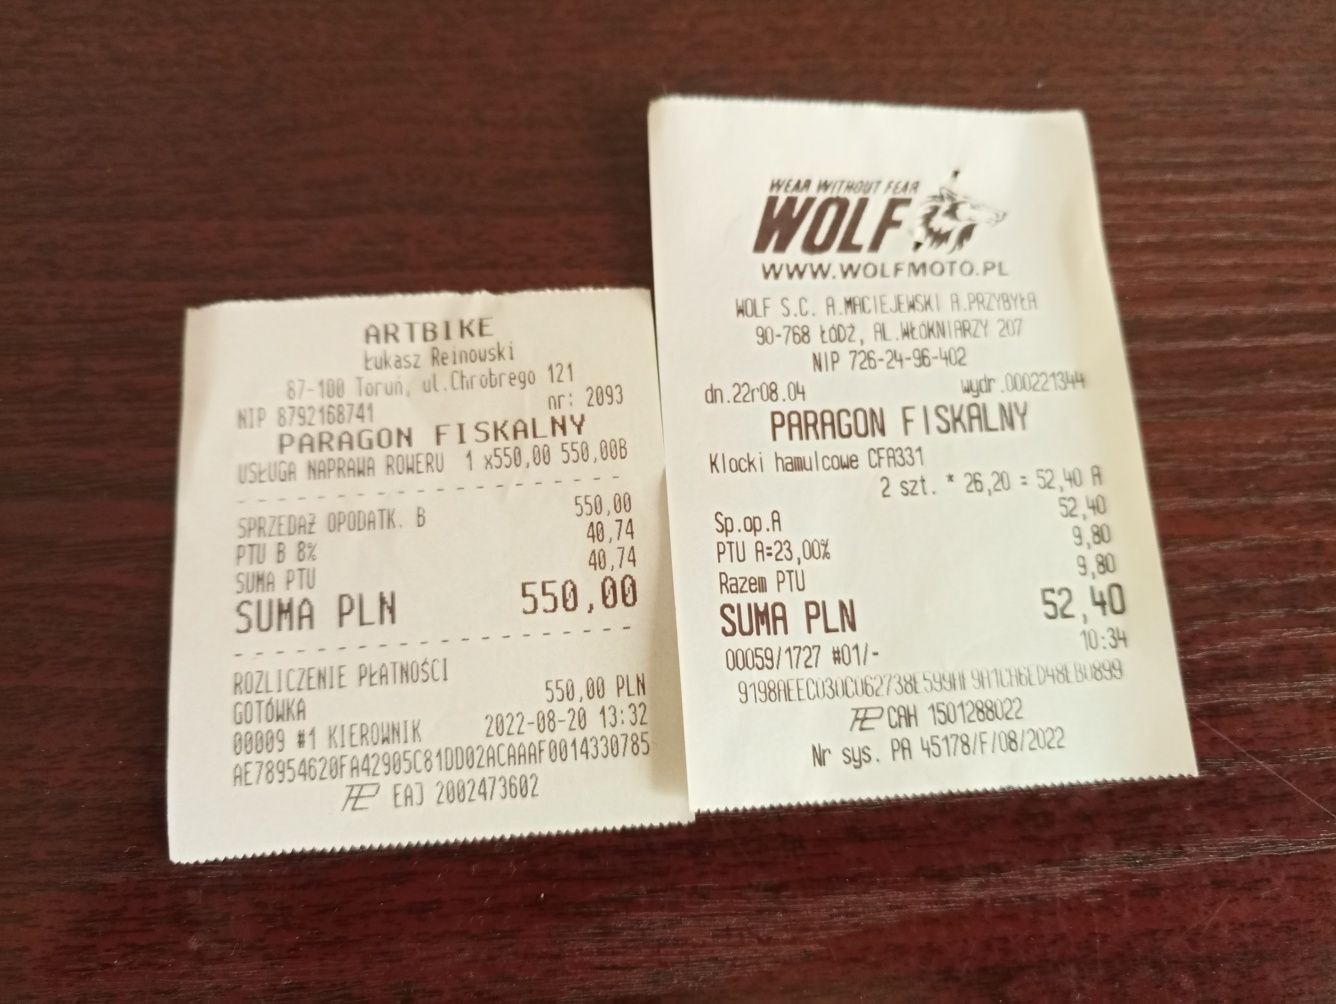 ARTBIKE
Łukasz Reinowski
87-100 Toruń, ul.Chrobrego 121
NIP 8792168741 nr: 2093
PARAGON FISKALNY
USŁUGA NAPRAWA ROWERU 1 x550,00 550,00B
SPRZEDAŻ OPODATK. B 550,00
PTU B 8% 40,74
SUMA PTU 40,74
SUMA PLN 550,00
ROZLICZENIE PŁATNOŚCI
GOTÓWKA 550,00 PLN
00009 #1 KIEROWNIK 2022-08-20 13:32
AE78954620FA42905C81DD02ACAAAF0014330785
EAJ 2002473602
WEAR WITHOUT FEAR
WOLF
WWW.WOLFMOTO.PL
WOLF S.C. A.MACIEJEWSKI A.PRZYBYŁA
90-768 ŁÓDŹ, AL.WŁÓKNIARZY 207
NIP 726-24-96-402
dn.22r08.04 wydr.000221344
PARAGON FISKALNY
Klocki hamulcowe CFA331
2 szt. * 26,20 = 52,40 A
Sp.op.A 52,40
PTU A=23,00% 9,80
Razem PTU 9,80
SUMA PLN 52,40
00059/1727 #01/- 10:34
CAH 1501288022
Nr sys. PA 45178/F/08/2022